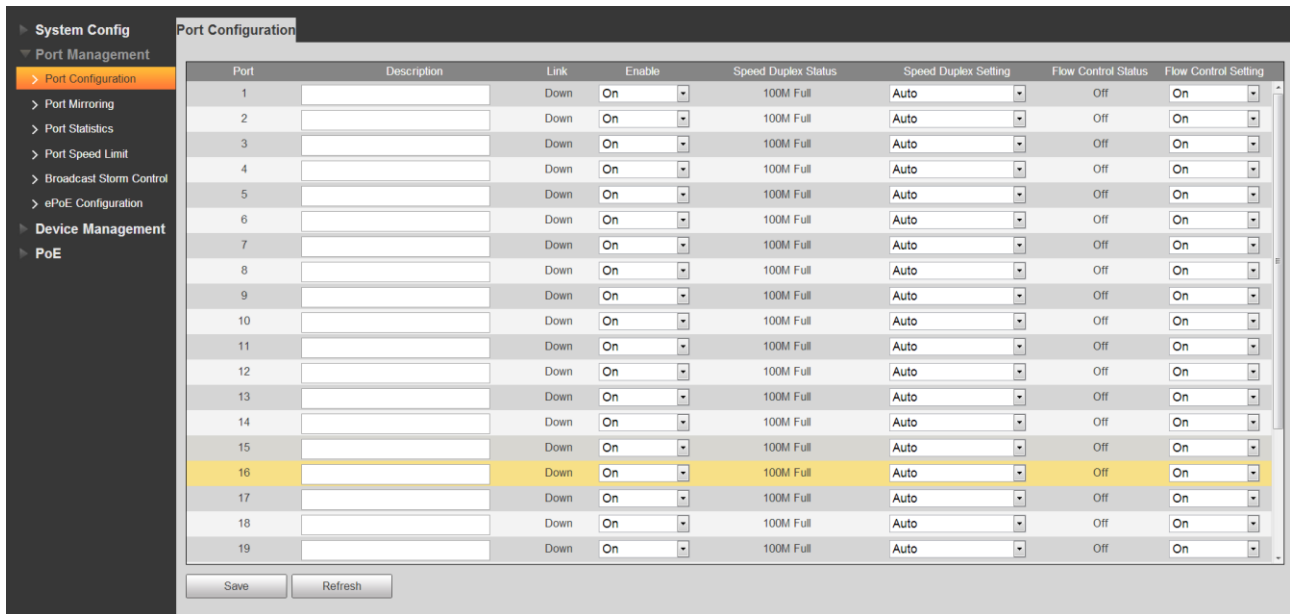 System Config
Port Management
Port Configuration
Port Mirroring
Port Statistics
Port Speed Limit
Broadcast Storm Control
ePoE Configuration
Device Management
PoE
Port Configuration
Port Description Link Enable Speed Duplex Status Speed Duplex Setting Flow Control Status Flow Control Setting
1 Down On 100M Full Auto Off On
2 Down On 100M Full Auto Off On
3 Down On 100M Full Auto Off On
4 Down On 100M Full Auto Off On
5 Down On 100M Full Auto Off On
6 Down On 100M Full Auto Off On
7 Down On 100M Full Auto Off On
8 Down On 100M Full Auto Off On
9 Down On 100M Full Auto Off On
10 Down On 100M Full Auto Off On
11 Down On 100M Full Auto Off On
12 Down On 100M Full Auto Off On
13 Down On 100M Full Auto Off On
14 Down On 100M Full Auto Off On
15 Down On 100M Full Auto Off On
16 Down On 100M Full Auto Off On
17 Down On 100M Full Auto Off On
18 Down On 100M Full Auto Off On
19 Down On 100M Full Auto Off On
Save Refresh